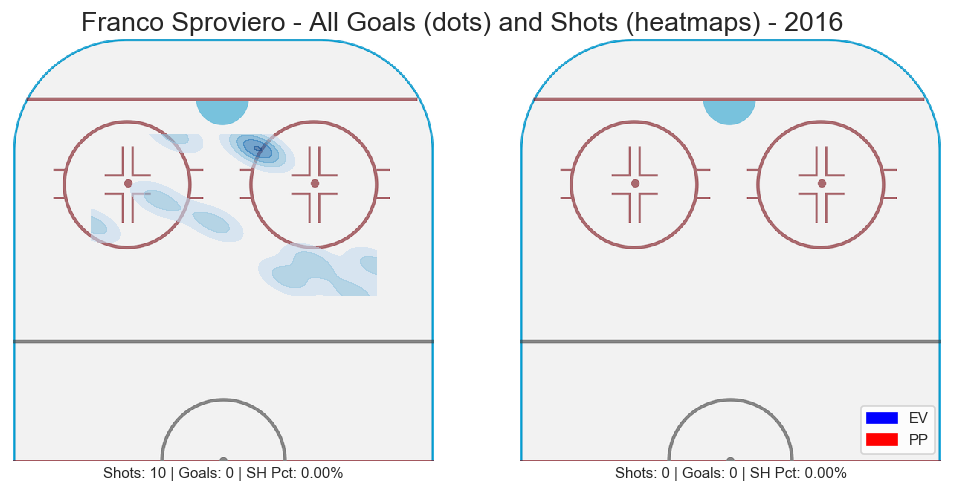 Franco Sproviero - All Goals (dots) and Shots (heatmaps) - 2016
EV
PP
Shots: 10 | Goals: 0 | SH Pct: 0.00%
Shots: 0 | Goals: 0 | SH Pct: 0.00%